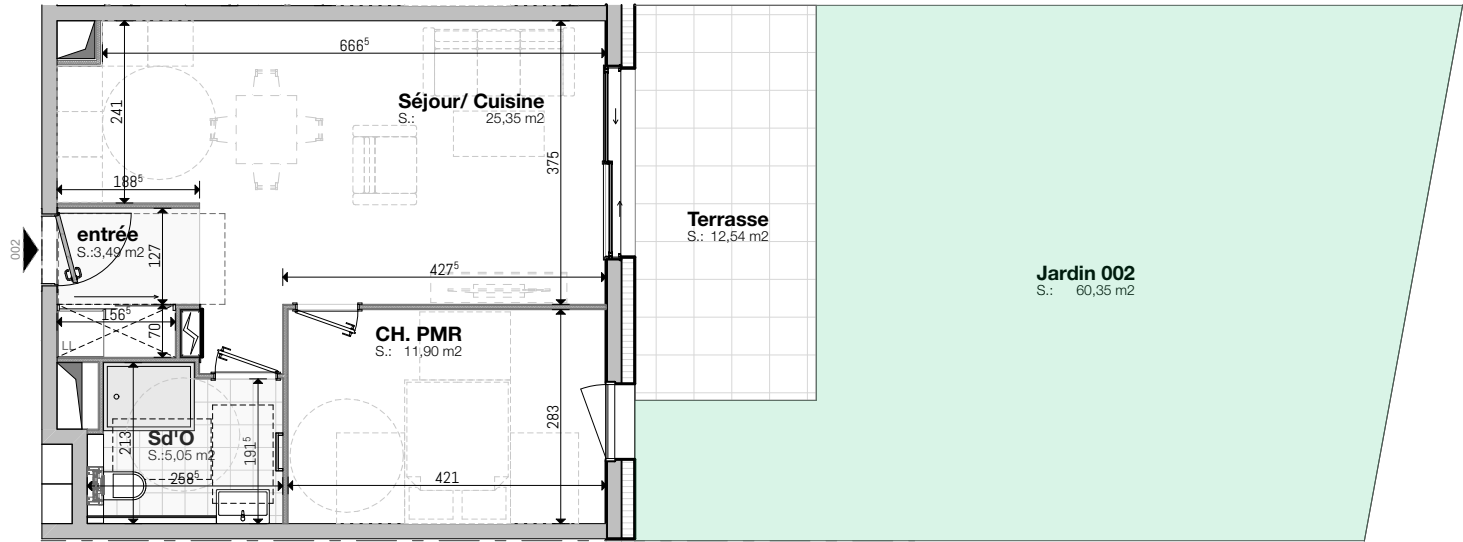 666⁵
Séjour/ Cuisine
S.: 25,35 m2
241
375
188⁵
002
entrée
S.:3,49 m2
127
Terrasse
S.: 12,54 m2
427⁵
Jardin 002
S.: 60,35 m2
156⁵
70
LL
CH. PMR
S.: 11,90 m2
283
213
Sd'O
S.:5,05 m2
191⁵
258⁵
421